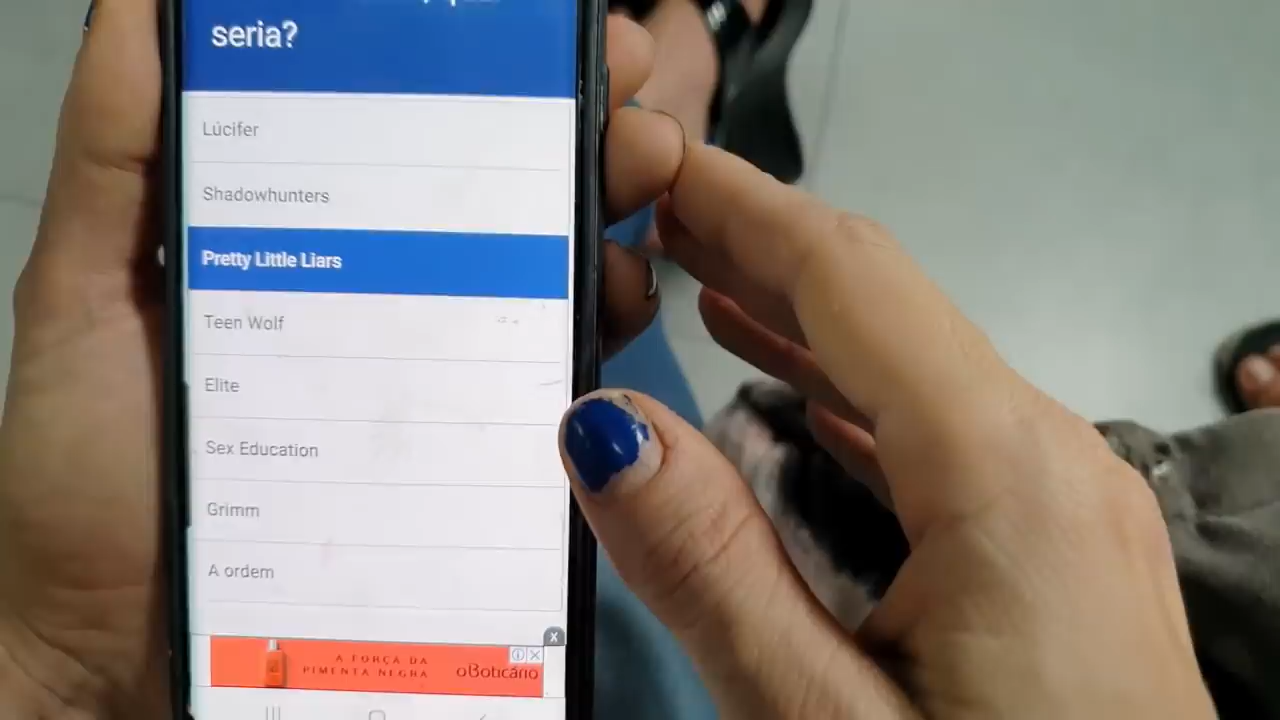 seria?
Lúcifer
Shadowhunters
Pretty Little Liars
Teen Wolf
Elite
Sex Education
Grimm
A ordem
X
A FORÇA DA
PIMENTA NEGRA
oBoticário